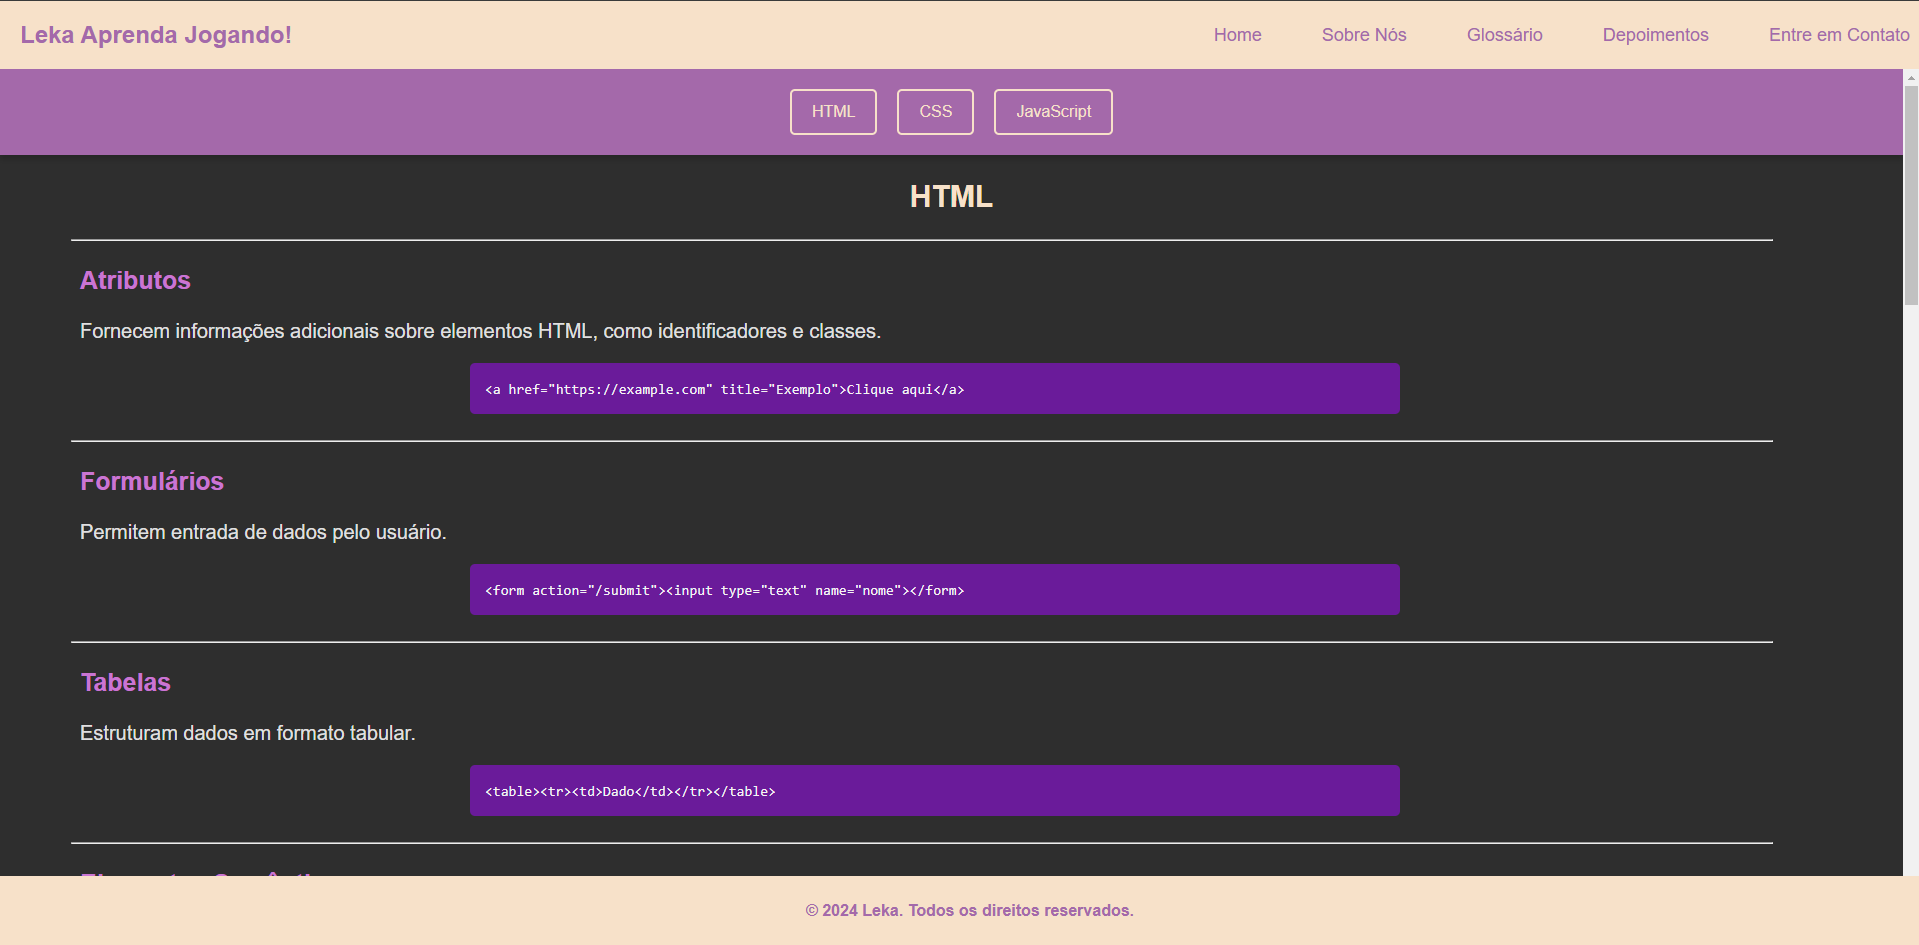 Leka Aprenda Jogando!
Home Sobre Nós Glossário Depoimentos Entre em Contato
HTML CSS JavaScript
HTML
Atributos
Fornecem informações adicionais sobre elementos HTML, como identificadores e classes.
<a href="https://example.com" title="Exemplo">Clique aqui</a>
Formulários
Permitem entrada de dados pelo usuário.
<form action="/submit"><input type="text" name="nome"></form>
Tabelas
Estruturam dados em formato tabular.
<table><tr><td>Dado</td></tr></table>
© 2024 Leka. Todos os direitos reservados.